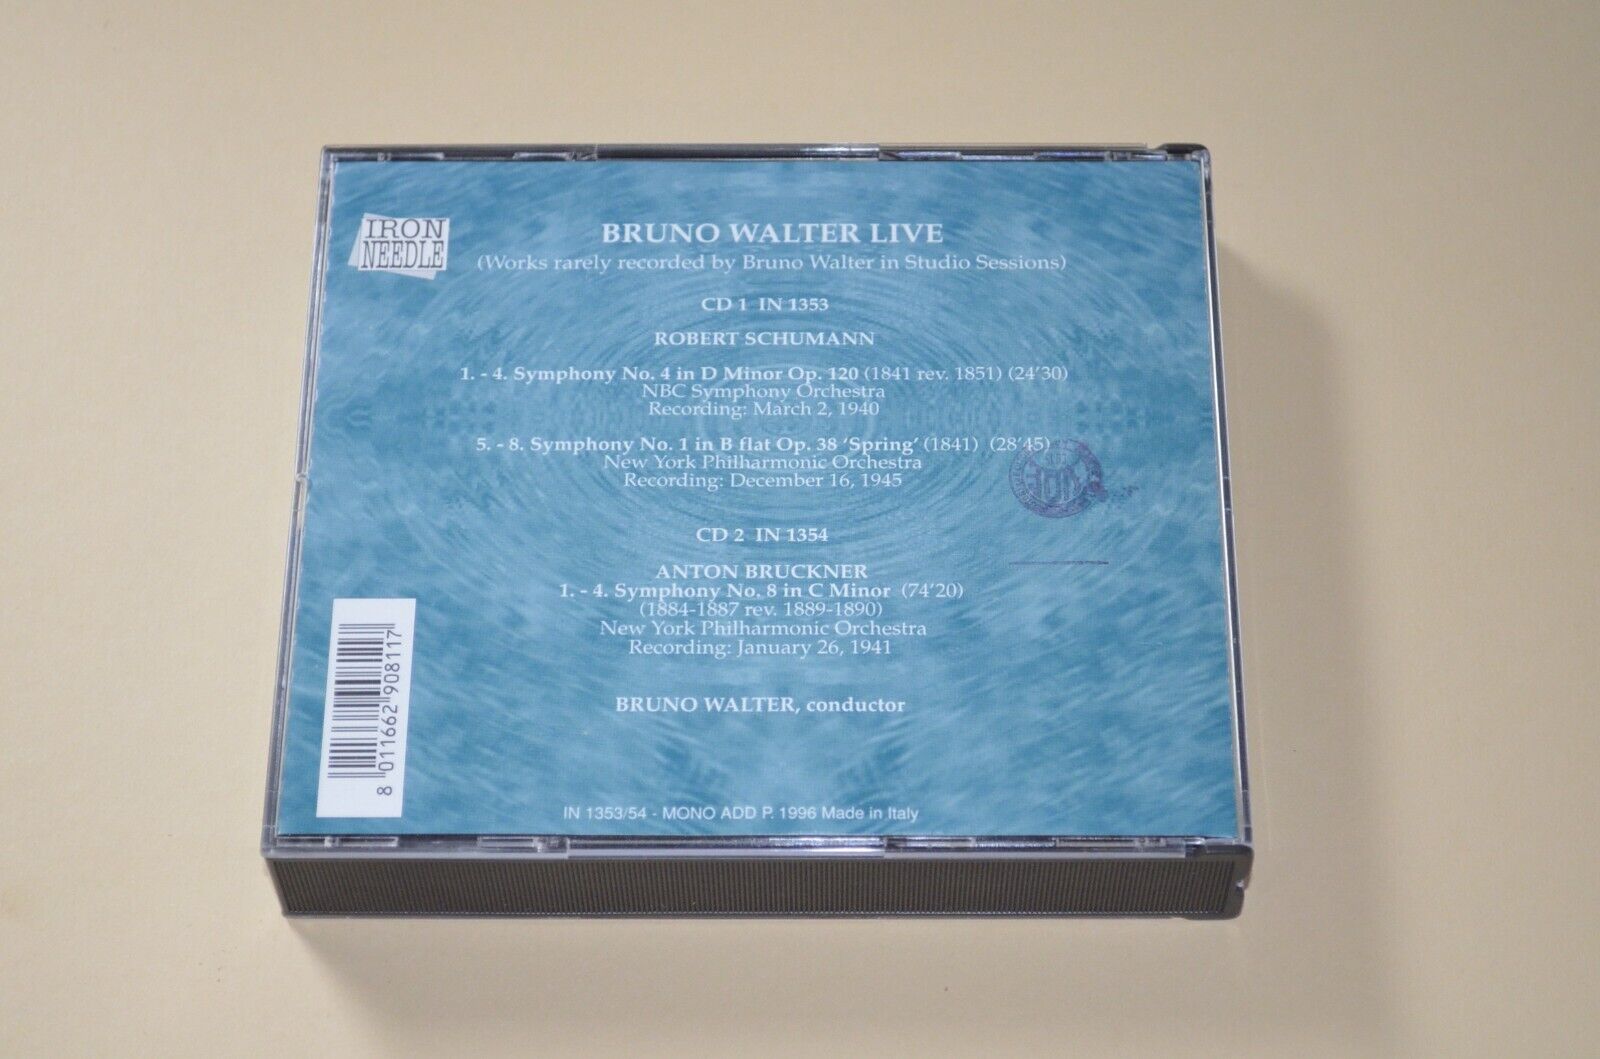 IRON
NEEDLE
BRUNO WALTER LIVE
(Works rarely recorded by Bruno Walter in Studio Sessions)
CD 1 IN 1353
ROBERT SCHUMANN
1. - 4. Symphony No. 4 in D Minor Op. 120 (1841 rev. 1851) (24'30)
NBC Symphony Orchestra
Recording: March 2, 1940
5. - 8. Symphony No. 1 in B flat Op. 38 'Spring' (1841) (28'45)
New York Philharmonic Orchestra
Recording: December 16, 1945
CD 2 IN 1354
ANTON BRUCKNER
1. - 4. Symphony No. 8 in C Minor (74'20)
(1884-1887 rev. 1889-1890)
New York Philharmonic Orchestra
Recording: January 26, 1941
BRUNO WALTER, conductor
8 011662 908117
IN 1353/54 - MONO ADD P. 1996 Made in Italy